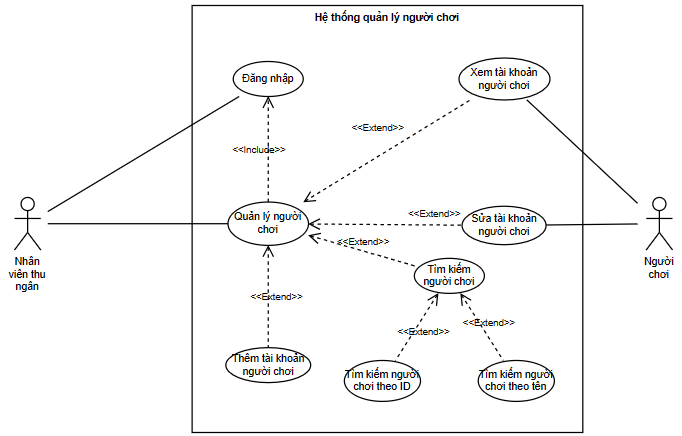 Hệ thống quản lý người chơi
Đăng nhập
Xem tài khoản
người chơi
<<Extend>>
<<Include>>
Quản lý người
chơi
<<Extend>>
Sửa tài khoản
người chơi
<<Extend>>
Nhân
viên thu
ngân
Người
chơi
Tìm kiếm
người chơi
<<Extend>>
<<Extend>>
<<Extend>>
Thêm tài khoản
người chơi
Tìm kiếm người
chơi theo ID
Tìm kiếm người
chơi theo tên